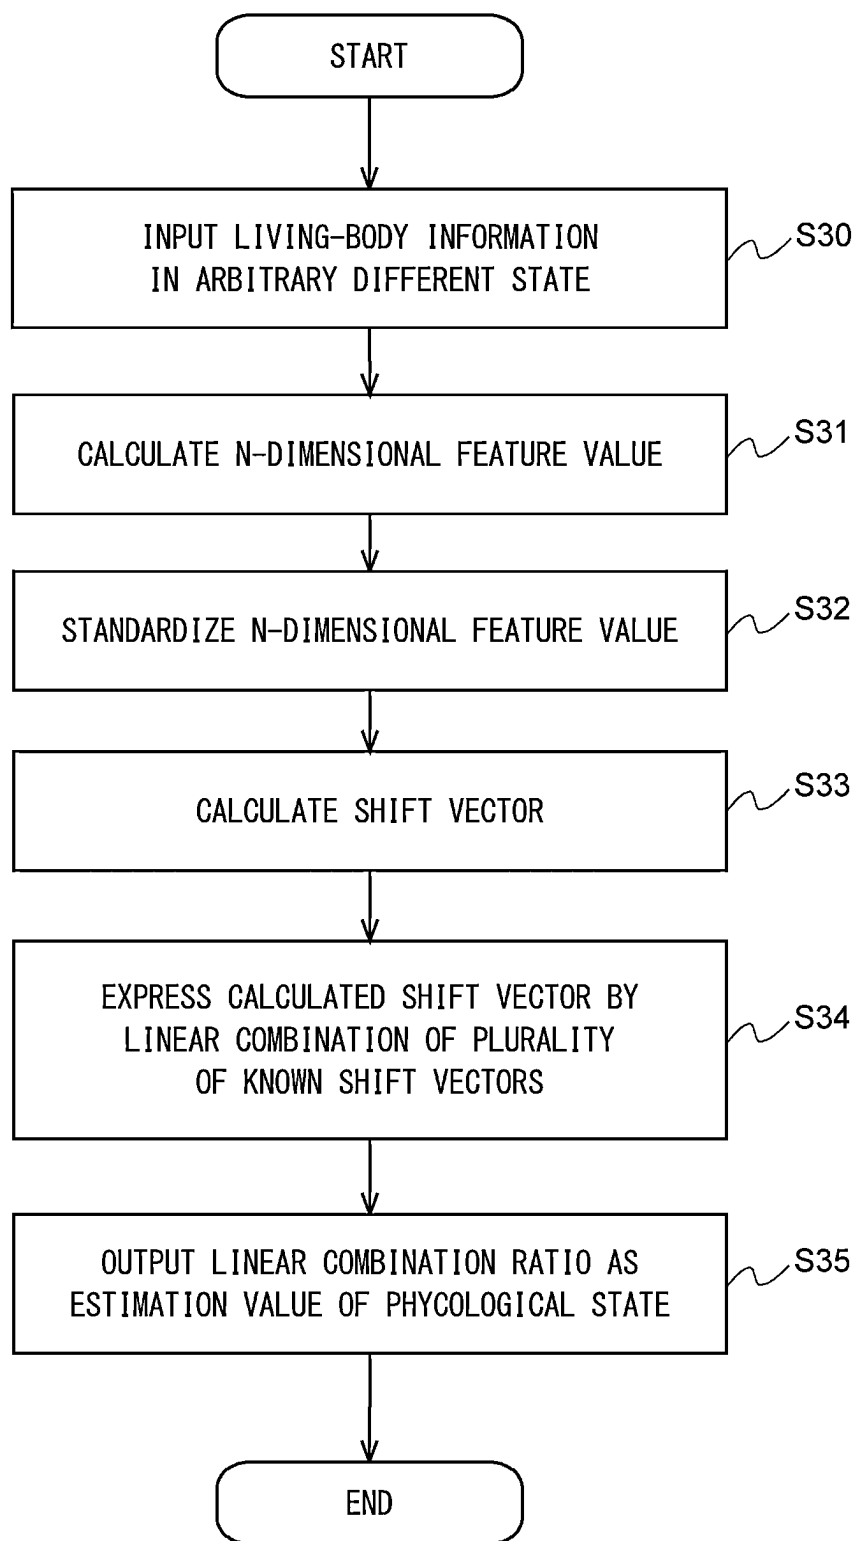 START
INPUT LIVING-BODY INFORMATION
IN ARBITRARY DIFFERENT STATE
S30
CALCULATE N-DIMENSIONAL FEATURE VALUE
S31
STANDARDIZE N-DIMENSIONAL FEATURE VALUE
S32
CALCULATE SHIFT VECTOR
S33
EXPRESS CALCULATED SHIFT VECTOR BY
LINEAR COMBINATION OF PLURALITY
OF KNOWN SHIFT VECTORS
S34
OUTPUT LINEAR COMBINATION RATIO AS
ESTIMATION VALUE OF PHYCOLOGICAL STATE
S35
END